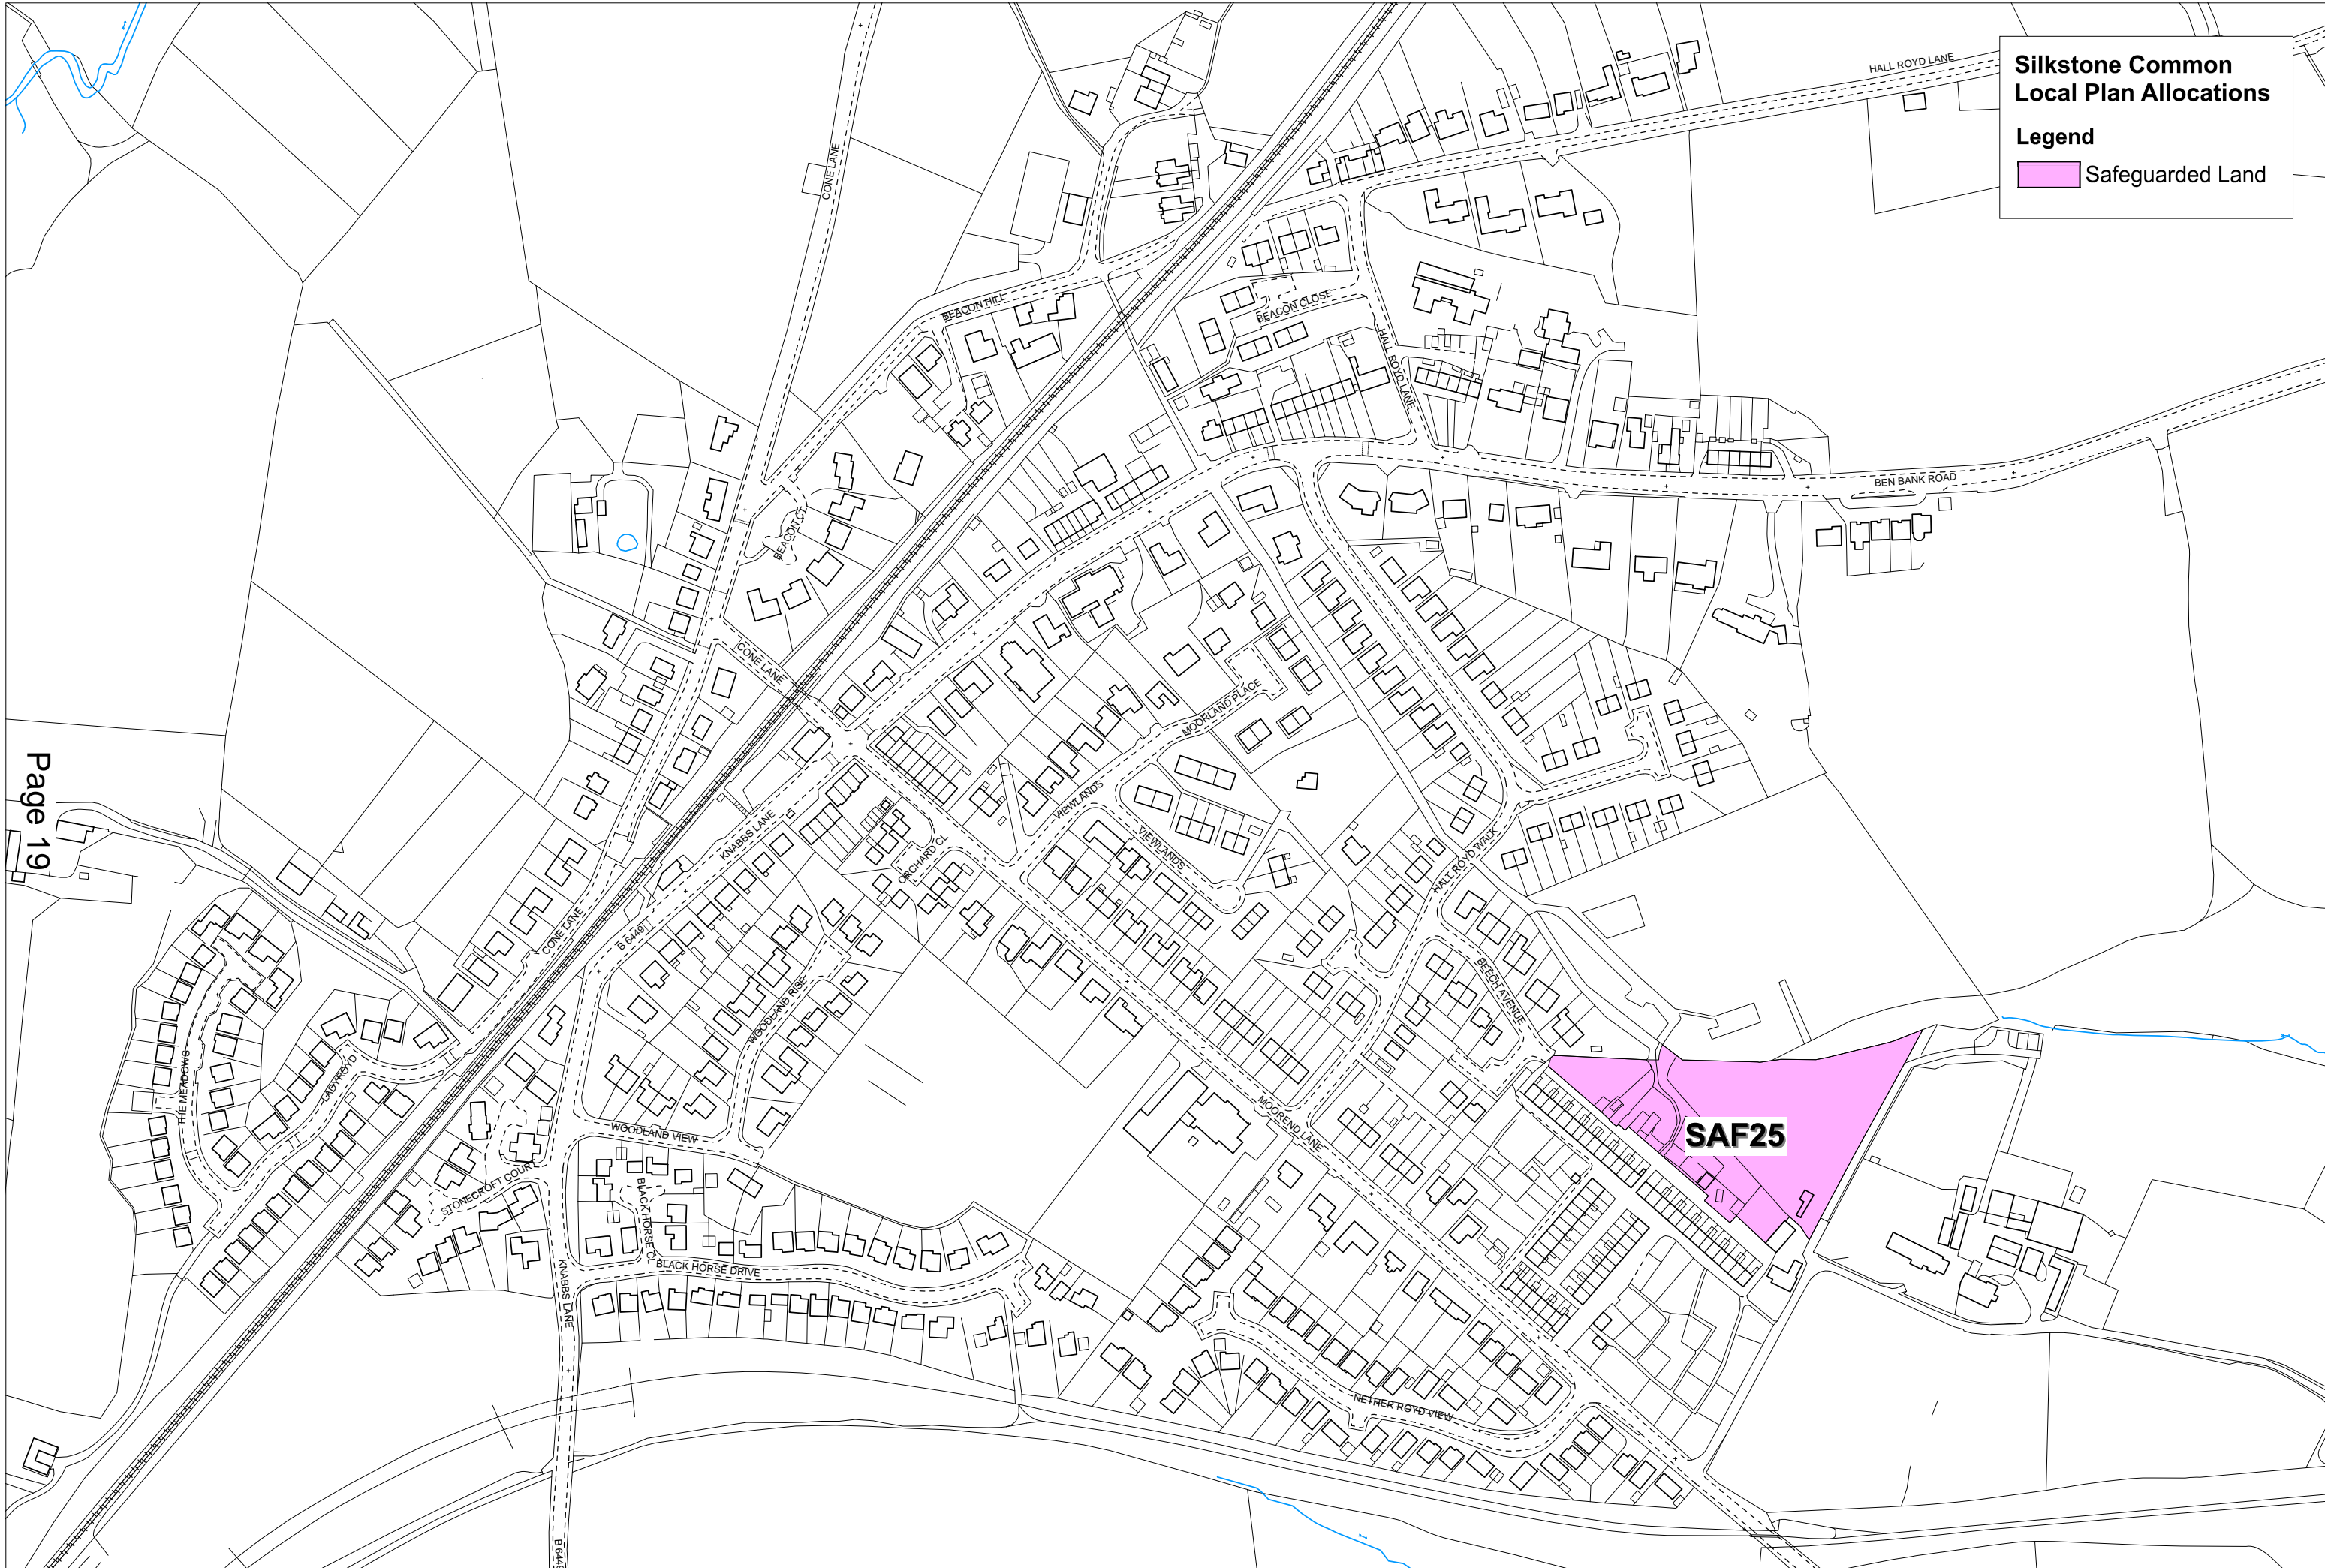 Silkstone Common
Local Plan Allocations
Legend
Safeguarded Land
HALL ROYD LANE
CONE LANE
BEACON HILL
BEACON CLOSE
HALL ROYD LANE
BEN BANK ROAD
BEACON CL
CONE LANE
MOORLAND PLACE
VIEWLANDS
VIEWLANDS
KNABBS LANE
ORCHARD CL
HALL ROYD WALK
Page 19
CONE LANE
B 6449
WOODLAND RISE
BEECH AVENUE
THE MEADOWS
LADYROYD
MOOREND LANE
SAF25
WOODLAND VIEW
STONECROFT COURT
BLACK HORSE CL
BLACK HORSE DRIVE
KNABBS LANE
NETHER ROYD VIEW
B 6449